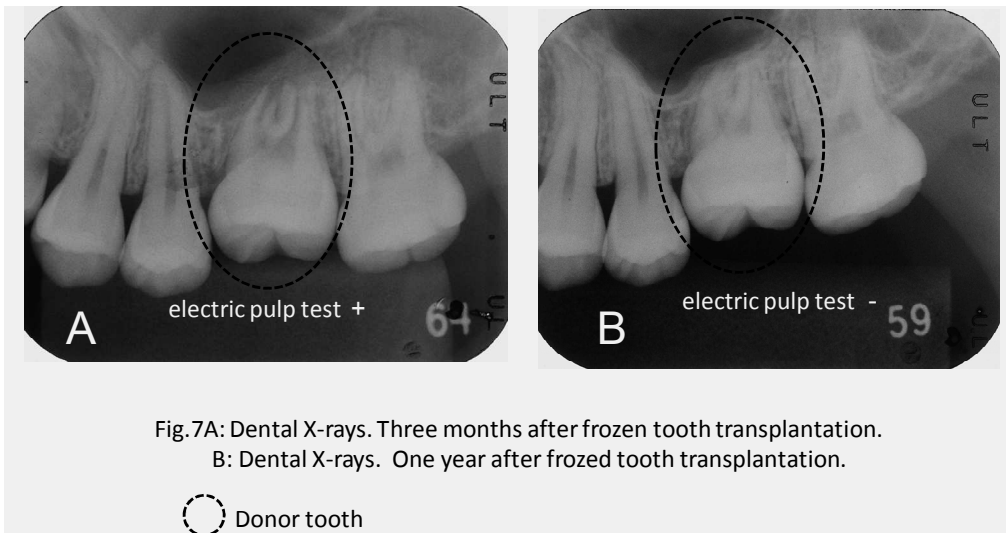 ULT
ULT
electric pulp test +
electric pulp test -
A
B
59
Fig.7A: Dental X-rays. Three months after frozen tooth transplantation.
B: Dental X-rays.  One year after frozed tooth transplantation.
Donor tooth